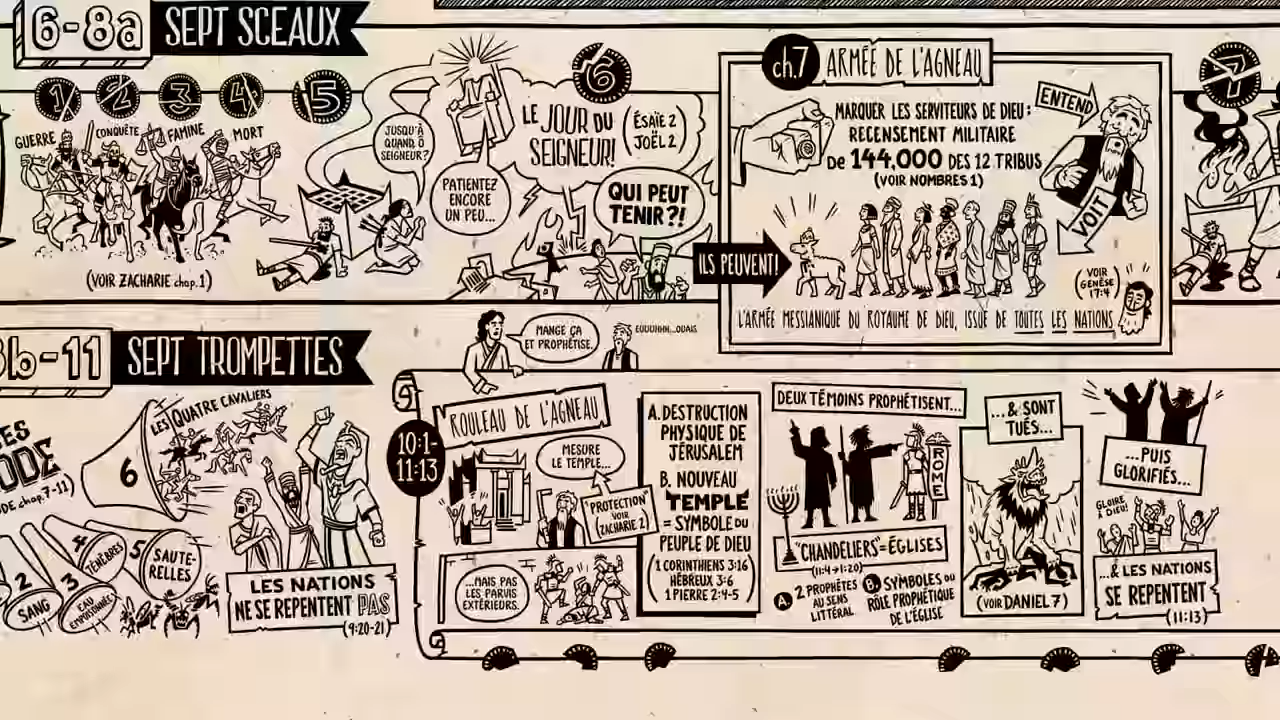 6-8a SEPT SCEAUX
1 2 3 4 5 6
GUERRE
CONQUÊTE
FAMINE
MORT
(VOIR ZACHARIE chap.1)
JUSQU'À
QUAND, Ô
SEIGNEUR?
PATIENTEZ
ENCORE
UN PEU...
LE JOUR DU
SEIGNEUR!
(ÉSAÏE 2
JOËL 2)
QUI PEUT
TENIR?!
ILS PEUVENT!
ch.7 ARMÉE DE L'AGNEAU
MARQUER LES SERVITEURS DE DIEU :
RECENSEMENT MILITAIRE
DE 144.000 DES 12 TRIBUS
(VOIR NOMBRES 1)
ENTEND
VOIT
(VOIR
GENÈSE
17:4)
L'ARMÉE MESSIANIQUE DU ROYAUME DE DIEU, ISSUE DE TOUTES LES NATIONS
7
8b-11 SEPT TROMPETTES
chap.7-11)
2
SANG
3
EAU
EMPOISONNÉE
4
TÉNÈBRES
5
SAUTE-
RELLES
6
LES QUATRE CAVALIERS
LES NATIONS
NE SE REPENTENT PAS
(9:20-21)
MANGE ÇA
ET PROPHÉTISE.
10:1-
11:13
ROULEAU DE L'AGNEAU
MESURE
LE TEMPLE...
"PROTECTION"
VOIR
(ZACHARIE 2)
...MAIS PAS
LES PARVIS
EXTÉRIEURS.
A. DESTRUCTION
PHYSIQUE DE
JÉRUSALEM
B. NOUVEAU
"TEMPLE"
= SYMBOLE DU
PEUPLE DE DIEU
(1 CORINTHIENS 3:16
HÉBREUX 3:6
1 PIERRE 2:4-5)
DEUX TÉMOINS PROPHÉTISENT...
ROME
"CHANDELIERS"=ÉGLISES
(11:4→1:20)
A. 2 PROPHÈTES
AU SENS
LITTÉRAL
B. SYMBOLES DU
RÔLE PROPHÉTIQUE
DE L'ÉGLISE
...& SONT
TUÉS...
(VOIR DANIEL 7)
...PUIS
GLORIFIÉS...
GLOIRE
À DIEU!
...& LES NATIONS
SE REPENTENT
(11:13)